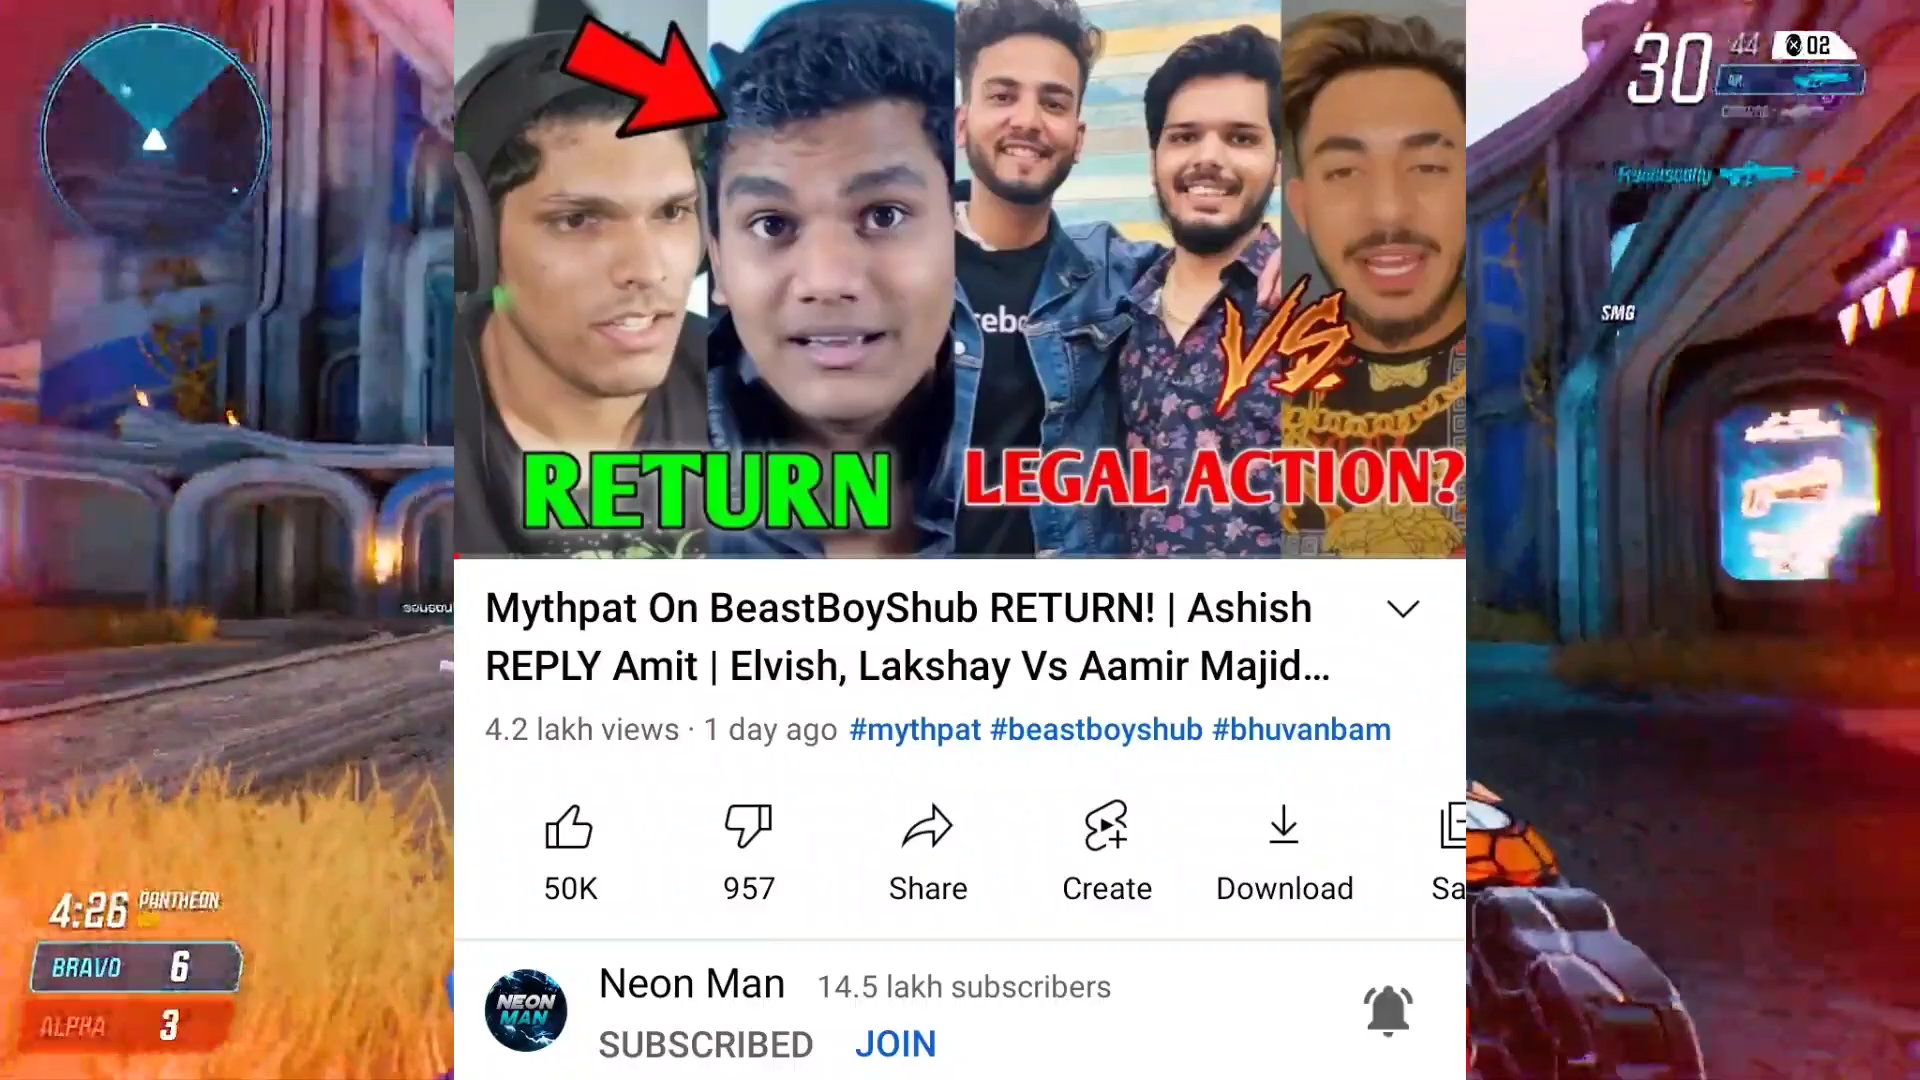 30 44 02
AR
SMG
rebo
VS.
RETURN
LEGAL ACTION?
Mythpat On BeastBoyShub RETURN! | Ashish
REPLY Amit | Elvish, Lakshay Vs Aamir Majid...
4.2 lakh views · 1 day ago #mythpat #beastboyshub #bhuvanbam
50K
957
Share
Create
Download
Sa
4:26 PANTHEON
BRAVO 6
ALPHA 3
NEON
MAN
Neon Man 14.5 lakh subscribers
SUBSCRIBED JOIN